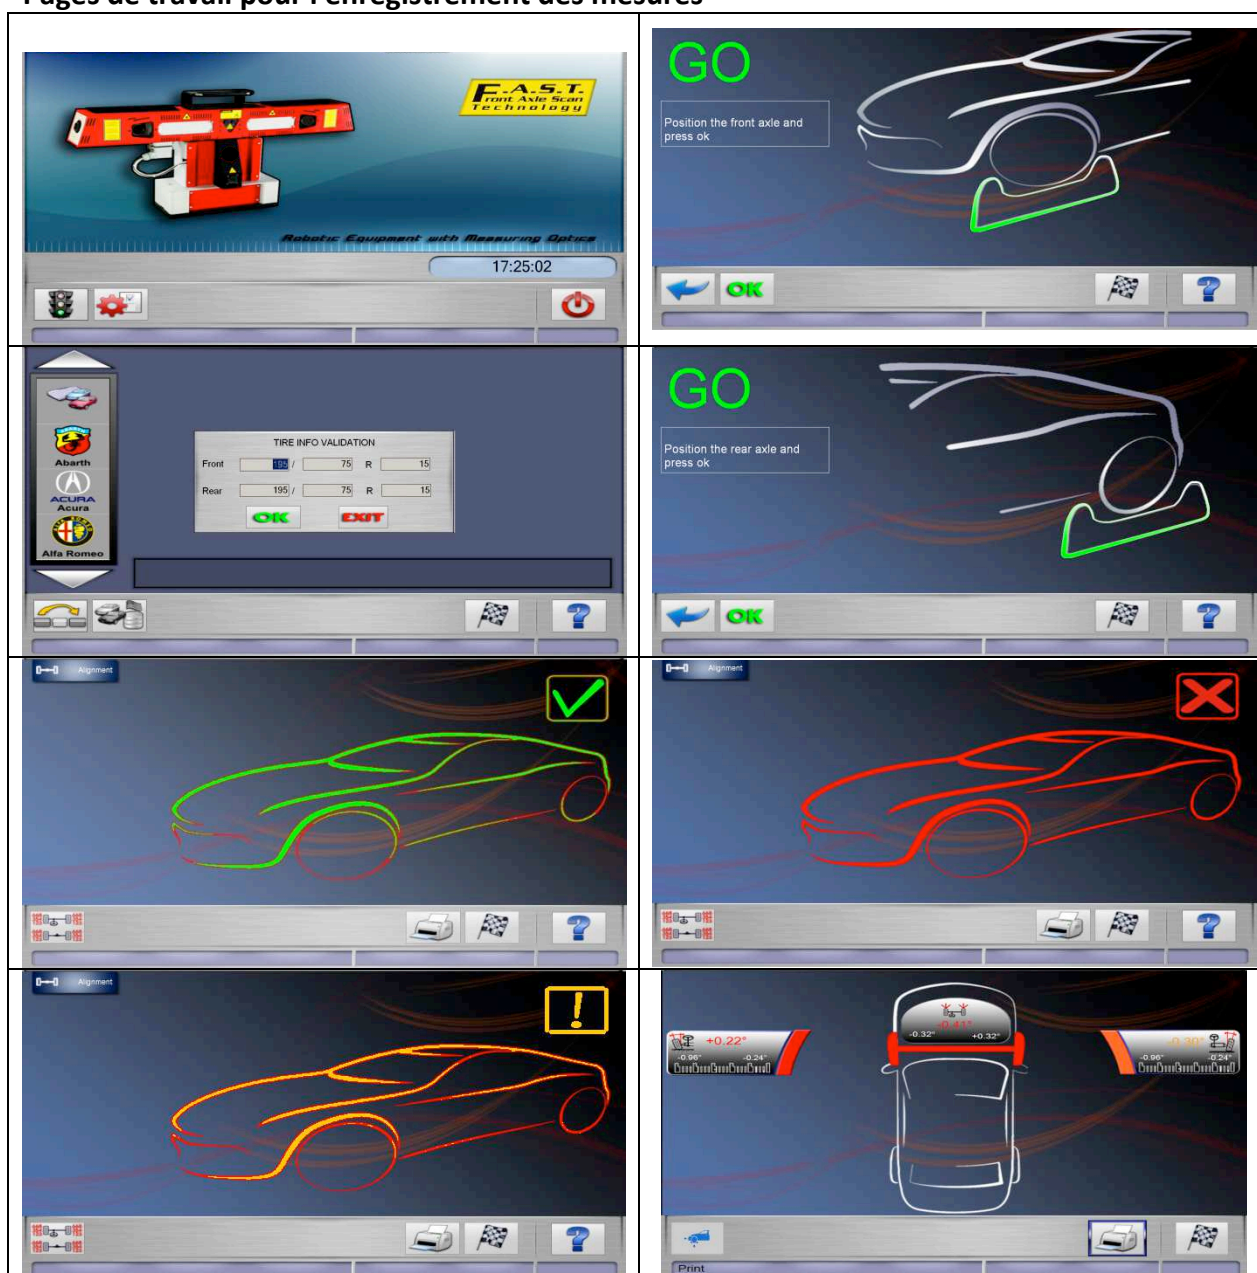 Pages de travail pour l'enregistrement des mesures
F.A.S.T.
Front Axle Scan
Technology
Robotic Equipment with Measuring Optics
17:25:02
GO
Position the front axle and
press ok
OK
?
Abarth
ACURA
Acura
Alfa Romeo
TIRE INFO VALIDATION
Front 195 / 75 R 15
Rear 195 / 75 R 15
OK EXIT
?
GO
Position the rear axle and
press ok
OK
?
Alignment
?
Alignment
?
Alignment
!
?
+0.22°
-0.96° -0.24°
-0.41°
-0.32° +0.32°
-0.30°
-0.96° -0.24°
Print